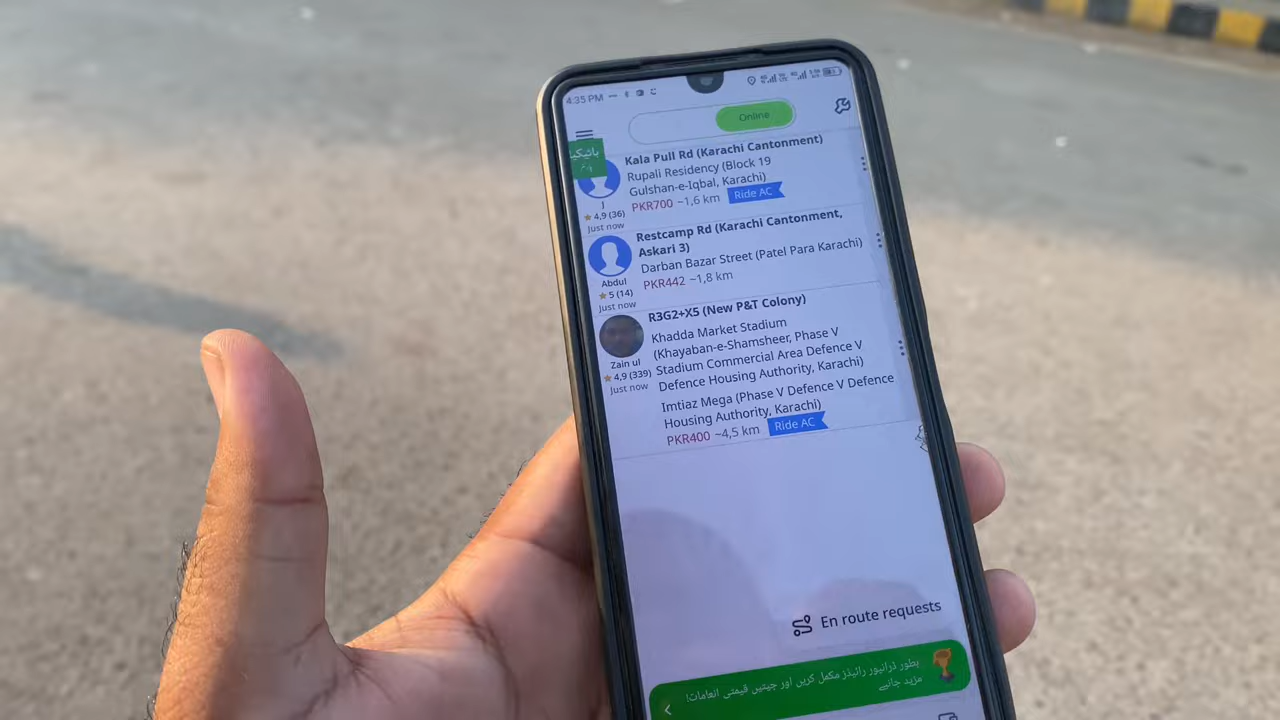 4:35 PM
Online
بائیکیا
Kala Pull Rd (Karachi Cantonment)
Rupali Residency (Block 19
Gulshan-e-Iqbal, Karachi)
PKR700 ~1,6 km Ride AC
J
4,9 (36)
Just now
Restcamp Rd (Karachi Cantonment,
Askari 3)
Darban Bazar Street (Patel Para Karachi)
PKR442 ~1,8 km
Abdul
5 (14)
Just now
R3G2+X5 (New P&T Colony)
Khadda Market Stadium
(Khayaban-e-Shamsheer, Phase V
Stadium Commercial Area Defence V
Defence Housing Authority, Karachi)
Imtiaz Mega (Phase V Defence V Defence
Housing Authority, Karachi)
PKR400 ~4,5 km Ride AC
Zain ul
4,9 (339)
Just now
En route requests
بطور ڈرائیور رائیڈز مکمل کریں اور جیتیں قیمتی انعامات!
مزید جانیے